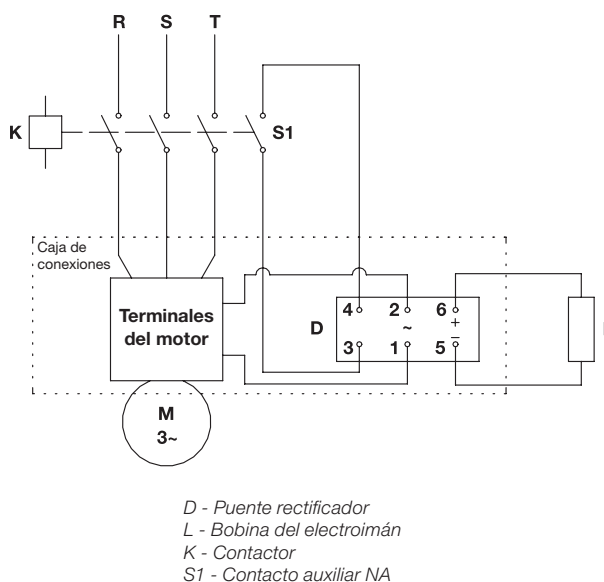 R S T
K
S1
Caja de
conexiones
Terminales
del motor
D
4 2 6
~ +
–
3 1 5
M
3~
D - Puente rectificador
L - Bobina del electroimán
K - Contactor
S1 - Contacto auxiliar NA